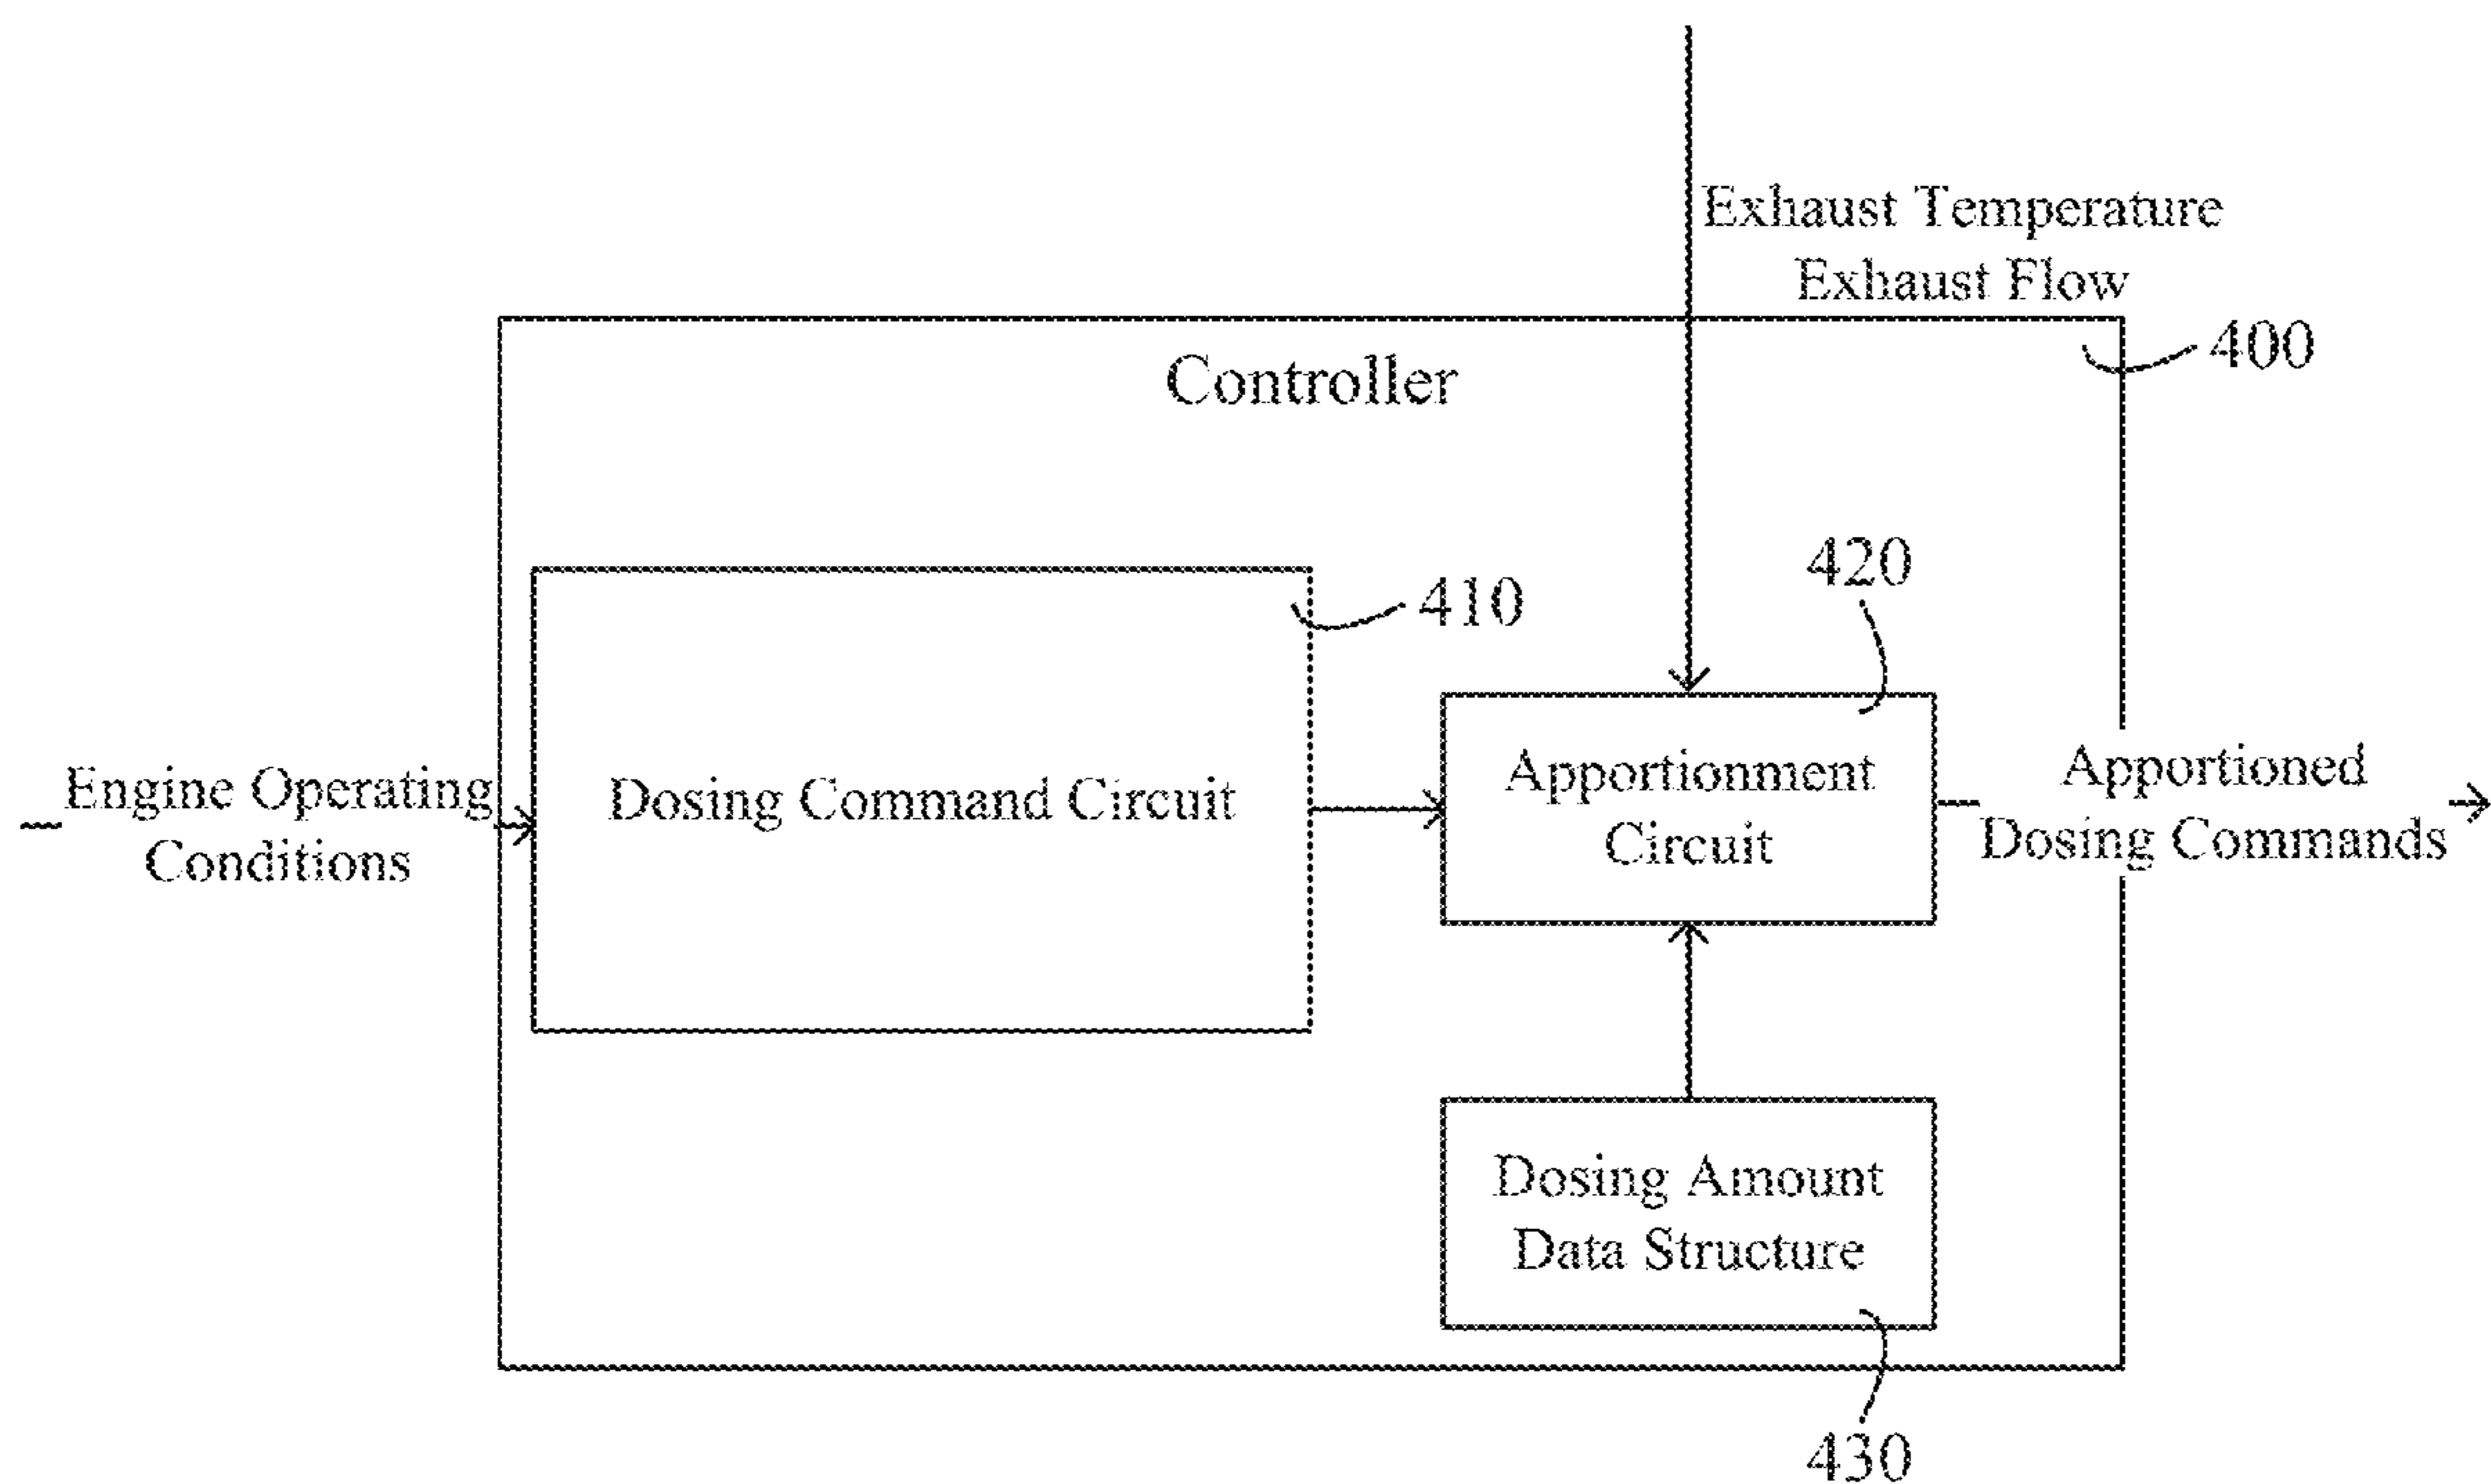 Exhaust Temperature
Exhaust Flow
400
Controller
420
410
Engine Operating
Conditions
Dosing Command Circuit
Apportionment
Circuit
Apportioned
Dosing Commands
Dosing Amount
Data Structure
430